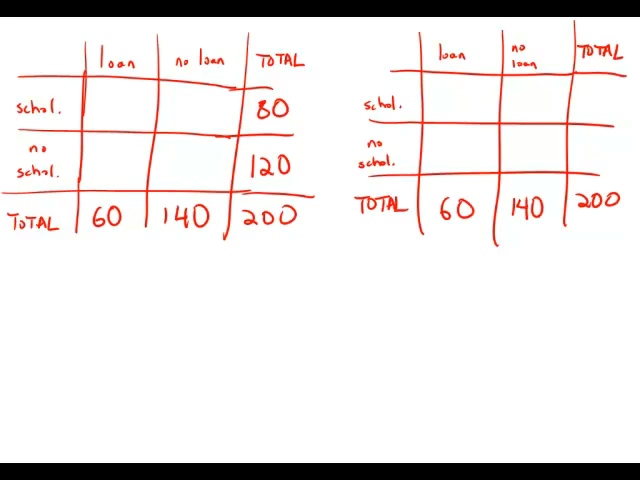 loan no loan TOTAL
schol. 80
no
schol. 120
TOTAL 60 140 200
loan no
loan TOTAL
schol.
no
schol.
TOTAL 60 140 200